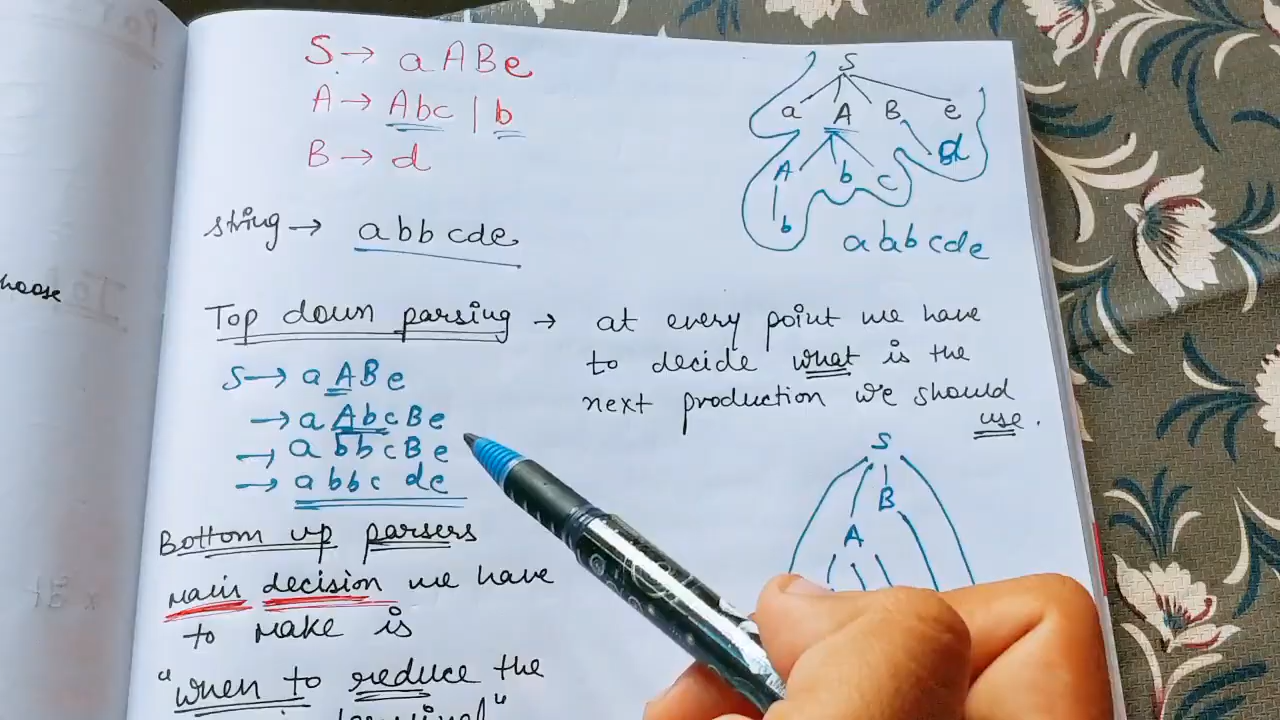 S → aABe
A → Abc | b
B → d
string → abbcde
S
a A B e
A b c d
b
aabcde
Top down parsing → at every point we have
to decide what is the
next production we should
use.
S → aABe
→ aAbcBe
→ abbcBe
→ abbcde
S
B
A
Bottom up parsers
Main decision we have
to make is
"when to reduce the
hoose